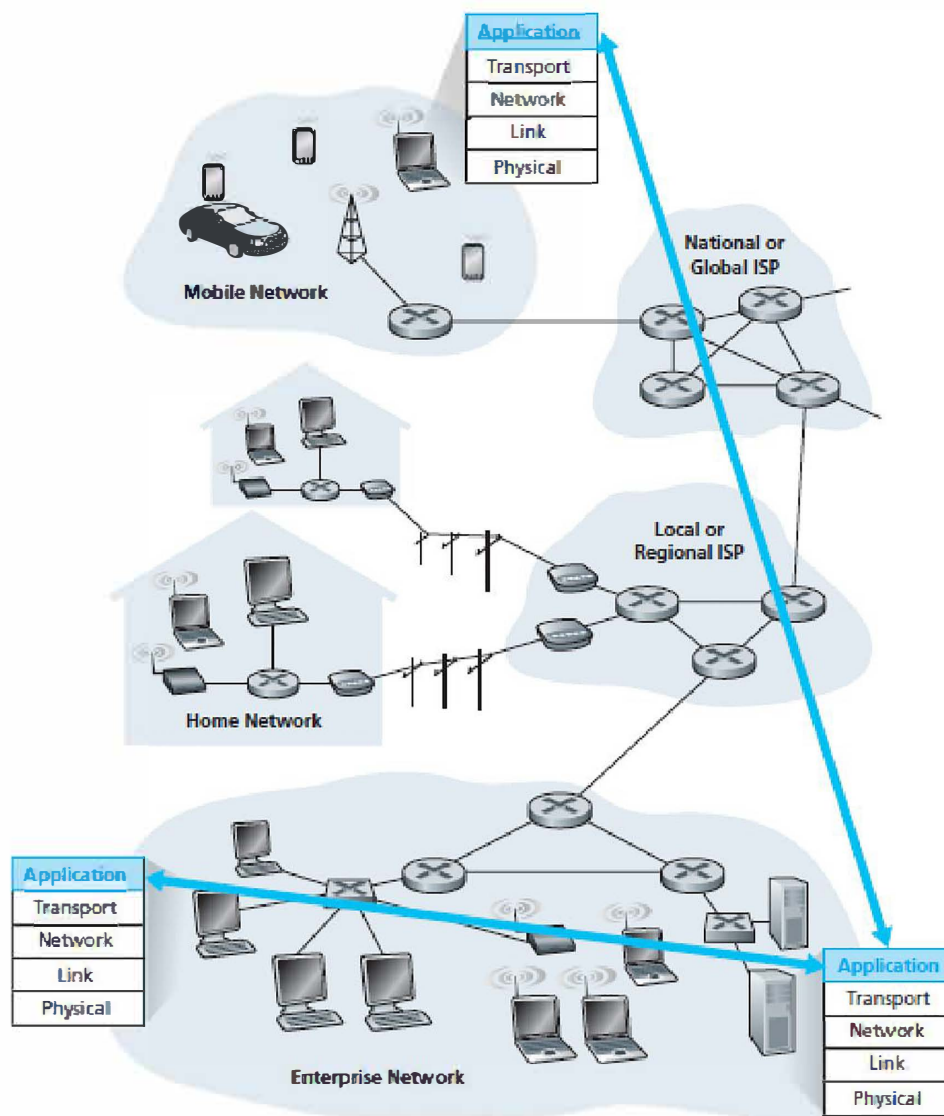 Application
Transport
Network
Link
Physical
National or
Global ISP
Mobile Network
Local or
Regional ISP
Home Network
Application
Transport
Network
Link
Physical
Application
Transport
Network
Link
Physical
Enterprise Network